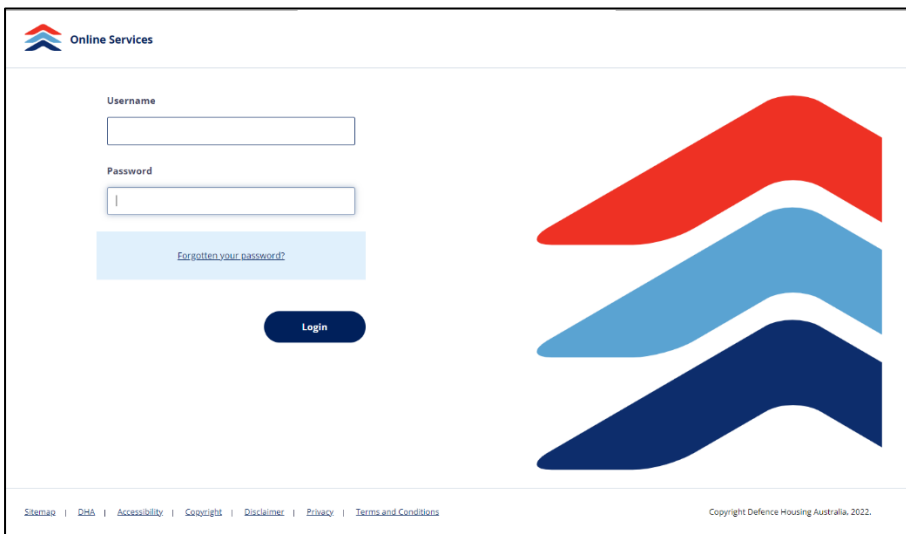 Online Services
Username
Password
Forgotten your password?
Login
Sitemap | DHA | Accessibility | Copyright | Disclaimer | Privacy | Terms and Conditions
Copyright Defence Housing Australia, 2022.